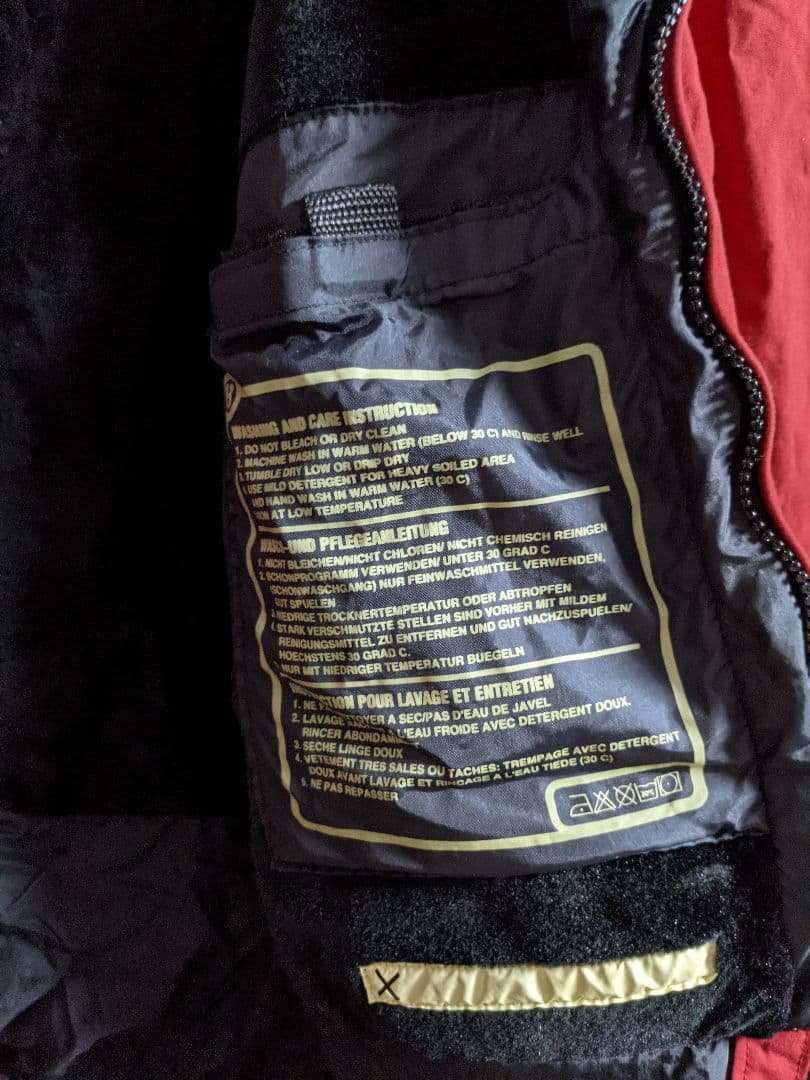 WASHING AND CARE INSTRUCTION
1. DO NOT BLEACH OR DRY CLEAN
2. MACHINE WASH IN WARM WATER (BELOW 30 C) AND RINSE WELL
3. TUMBLE DRY LOW OR DRIP DRY
4. USE MILD DETERGENT FOR HEAVY SOILED AREA
AND HAND WASH IN WARM WATER (30 C)
IRON AT LOW TEMPERATURE
WASCH-UND PFLEGEANLEITUNG
1. NICHT BLEICHEN/NICHT CHLOREN/ NICHT CHEMISCH REINIGEN
2. SCHONPROGRAMM VERWENDEN/ UNTER 30 GRAD C
(SCHONWASCHGANG) NUR FEINWASCHMITTEL VERWENDEN,
GUT SPUELEN
3. NIEDRIGE TROCKNERTEMPERATUR ODER ABTROPFEN
4. STARK VERSCHMUTZTE STELLEN SIND VORHER MIT MILDEM
REINIGUNGSMITTEL ZU ENTFERNEN UND GUT NACHZUSPUELEN/
HOECHSTENS 30 GRAD C.
NUR MIT NIEDRIGER TEMPERATUR BUEGELN
INSTRUCTION POUR LAVAGE ET ENTRETIEN
1. NE A SEC/PAS D'EAU DE JAVEL
2. LAVAGE L'EAU FROIDE AVEC DETERGENT DOUX.
RINCER
3. SECHE LINGE DOUX
4. VETEMENT TRES SALES OU TACHES: TREMPAGE AVEC DETERGENT
DOUX AVANT LAVAGE ET RINCAGE A L'EAU TIEDE (30 C)
5. NE PAS REPASSER
X